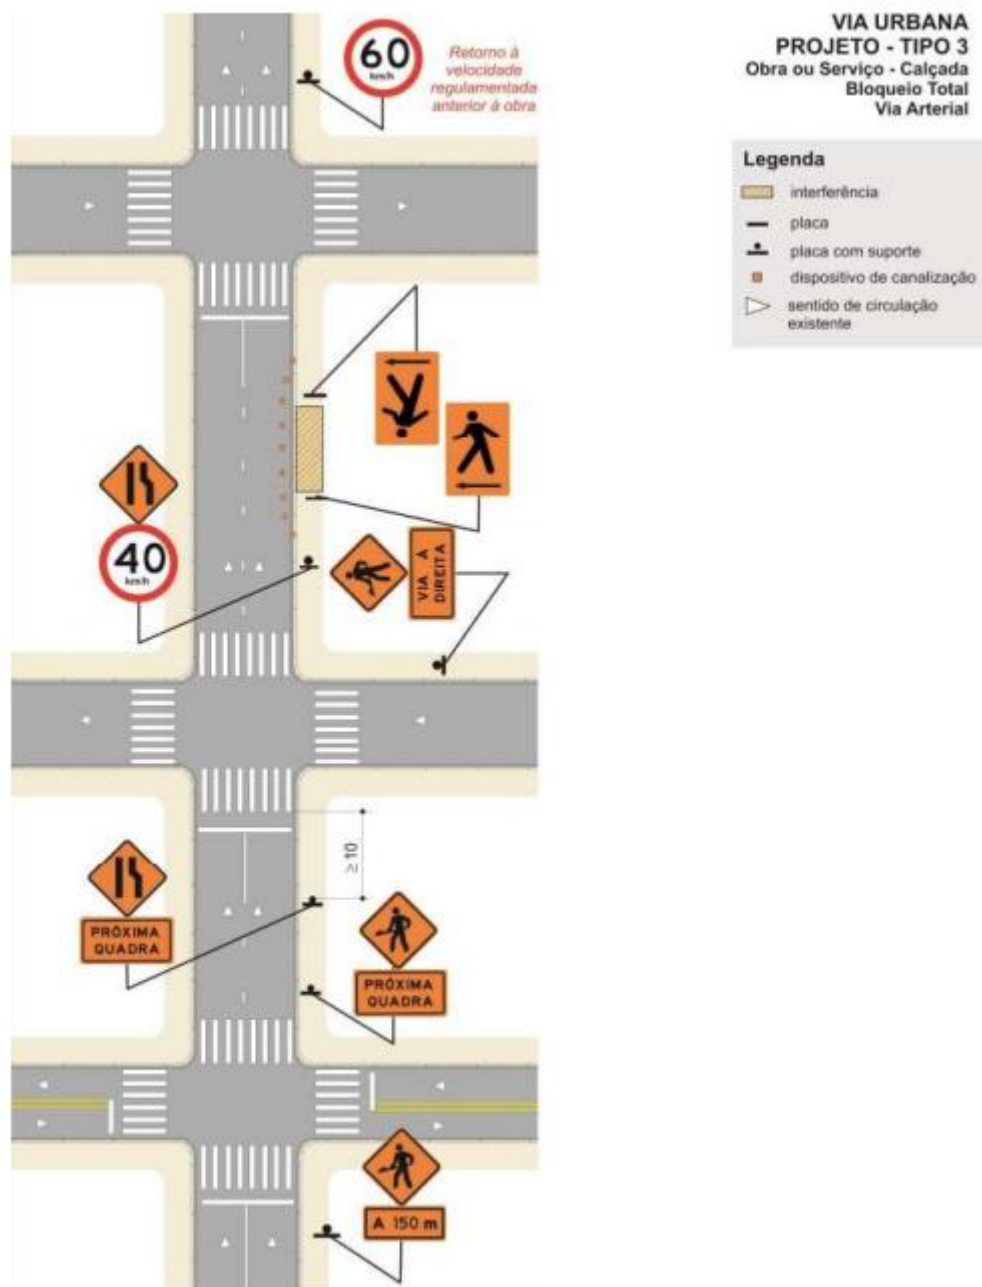 VIA URBANA
PROJETO - TIPO 3
Obra ou Serviço - Calçada
Bloqueio Total
Via Arterial
60
km/h
Retorno à
velocidade
regulamentada
anterior à obra
Legenda
interferência
placa
placa com suporte
dispositivo de canalização
sentido de circulação
existente
40
km/h
VIA À
DIREITA
≥ 10
PRÓXIMA
QUADRA
PRÓXIMA
QUADRA
A 150 m